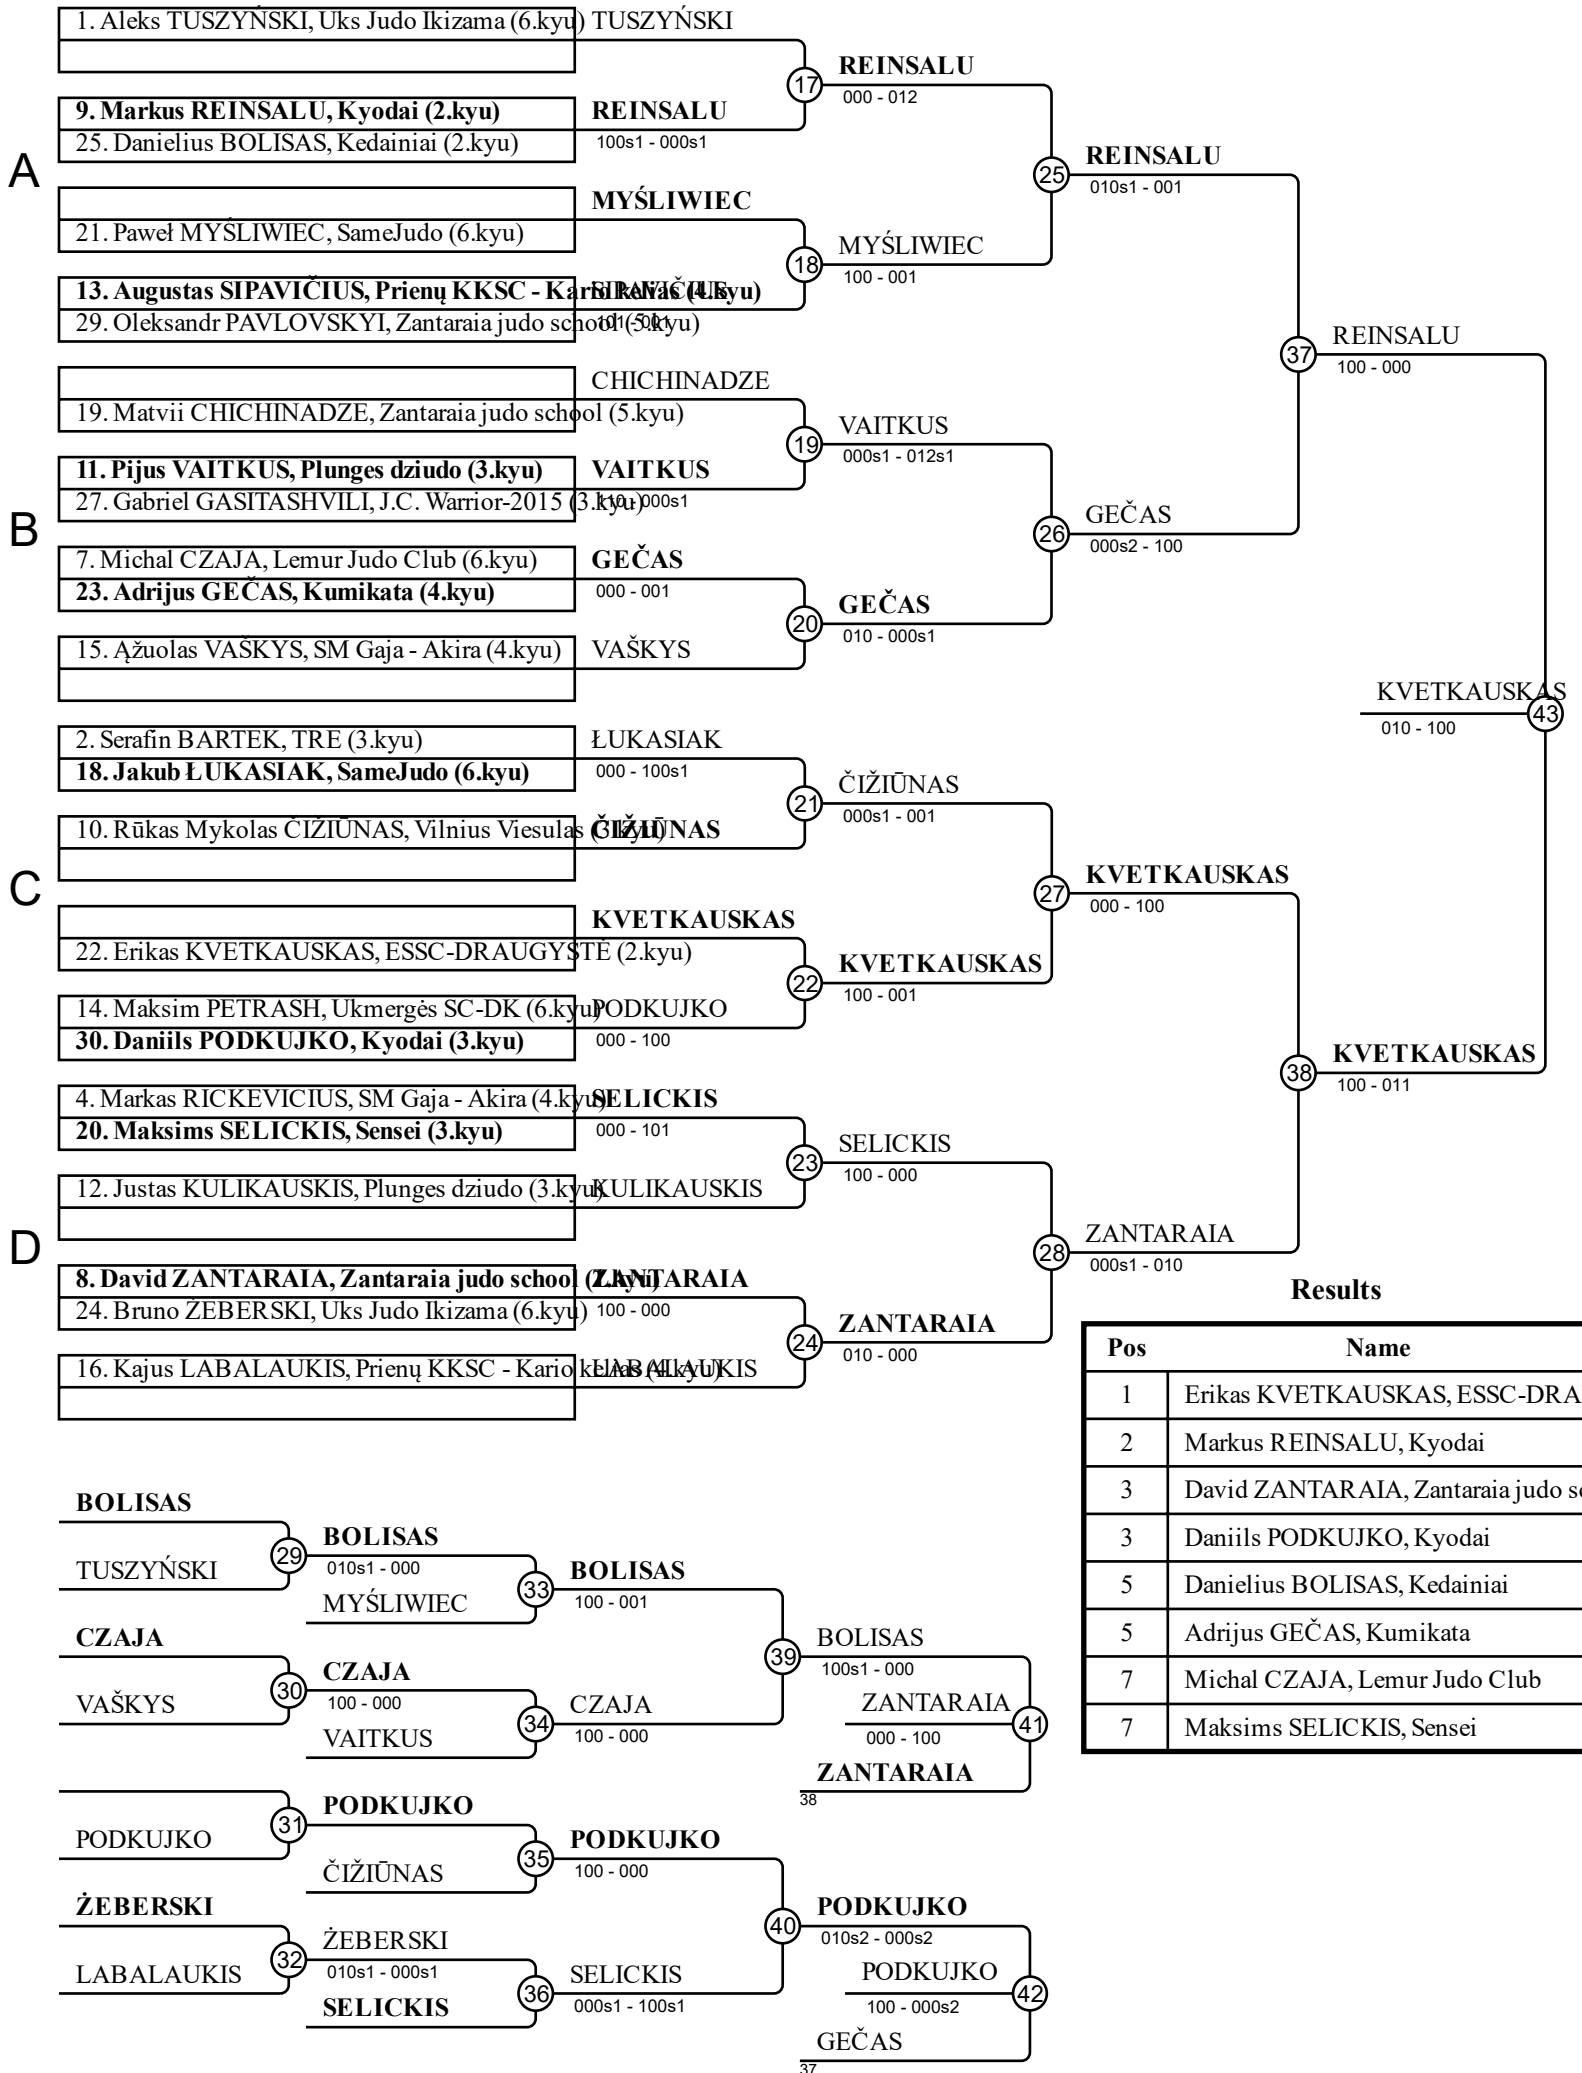 1. Aleks TUSZYŃSKI, Uks Judo Ikizama (6.kyu) TUSZYŃSKI
17
REINSALU
000 - 012
9. Markus REINSALU, Kyodai (2.kyu) REINSALU
25. Danielius BOLISAS, Kedainiai (2.kyu) 100s1 - 000s1
A
25
REINSALU
010s1 - 001
MYŚLIWIEC
21. Paweł MYŚLIWIEC, SameJudo (6.kyu)
18
MYŚLIWIEC
100 - 001
13. Augustas SIPAVIČIUS, Prienų KKSC - Kario kelias (4.kyu) SIPAVIČIUS
29. Oleksandr PAVLOVSKYI, Zantaraia judo school (5.kyu) 101 - 001
37
REINSALU
100 - 000
CHICHINADZE
19. Matvii CHICHINADZE, Zantaraia judo school (5.kyu)
19
VAITKUS
000s1 - 012s1
11. Pijus VAITKUS, Plunges dziudo (3.kyu) VAITKUS
27. Gabriel GASITASHVILI, J.C. Warrior-2015 (3.kyu) 110 - 000s1
B
26
GEČAS
000s2 - 100
7. Michal CZAJA, Lemur Judo Club (6.kyu) GEČAS
23. Adrijus GEČAS, Kumikata (4.kyu) 000 - 001
20
GEČAS
010 - 000s1
15. Ąžuolas VAŠKYS, SM Gaja - Akira (4.kyu) VAŠKYS
KVETKAUSKAS
43
010 - 100
2. Serafin BARTEK, TRE (3.kyu) ŁUKASIAK
18. Jakub ŁUKASIAK, SameJudo (6.kyu) 000 - 100s1
21
ČIŽIŪNAS
000s1 - 001
10. Rūkas Mykolas ČIŽIŪNAS, Vilnius Viesulas (3.kyu) ČIŽIŪNAS
C
27
KVETKAUSKAS
000 - 100
KVETKAUSKAS
22. Erikas KVETKAUSKAS, ESSC-DRAUGYSTĖ (2.kyu)
22
KVETKAUSKAS
100 - 001
14. Maksim PETRASH, Ukmergės SC-DK (6.kyu) PODKUJKO
30. Daniils PODKUJKO, Kyodai (3.kyu) 000 - 100
38
KVETKAUSKAS
100 - 011
4. Markas RICKEVICIUS, SM Gaja - Akira (4.kyu) SELICKIS
20. Maksims SELICKIS, Sensei (3.kyu) 000 - 101
23
SELICKIS
100 - 000
12. Justas KULIKAUSKIS, Plunges dziudo (3.kyu) KULIKAUSKIS
D
28
ZANTARAIA
000s1 - 010
8. David ZANTARAIA, Zantaraia judo school (2.kyu) ZANTARAIA
24. Bruno ŻEBERSKI, Uks Judo Ikizama (6.kyu) 100 - 000
24
ZANTARAIA
010 - 000
16. Kajus LABALAUKIS, Prienų KKSC - Kario kelias (4.kyu) LABALAUKIS
Results
Pos Name
1 Erikas KVETKAUSKAS, ESSC-DRA
2 Markus REINSALU, Kyodai
3 David ZANTARAIA, Zantaraia judo s
3 Daniils PODKUJKO, Kyodai
5 Danielius BOLISAS, Kedainiai
5 Adrijus GEČAS, Kumikata
7 Michal CZAJA, Lemur Judo Club
7 Maksims SELICKIS, Sensei
BOLISAS
29
BOLISAS
010s1 - 000
TUSZYŃSKI
33
BOLISAS
100 - 001
MYŚLIWIEC
CZAJA
39
BOLISAS
100s1 - 000
30
CZAJA
100 - 000
VAŠKYS
34
CZAJA
100 - 000
VAITKUS
ZANTARAIA
41
000 - 100
ZANTARAIA
38
31
PODKUJKO
PODKUJKO
35
PODKUJKO
100 - 000
ČIŽIŪNAS
ŻEBERSKI
40
PODKUJKO
010s2 - 000s2
32
ŻEBERSKI
010s1 - 000s1
LABALAUKIS
36
SELICKIS
000s1 - 100s1
SELICKIS
PODKUJKO
42
100 - 000s2
GEČAS
37